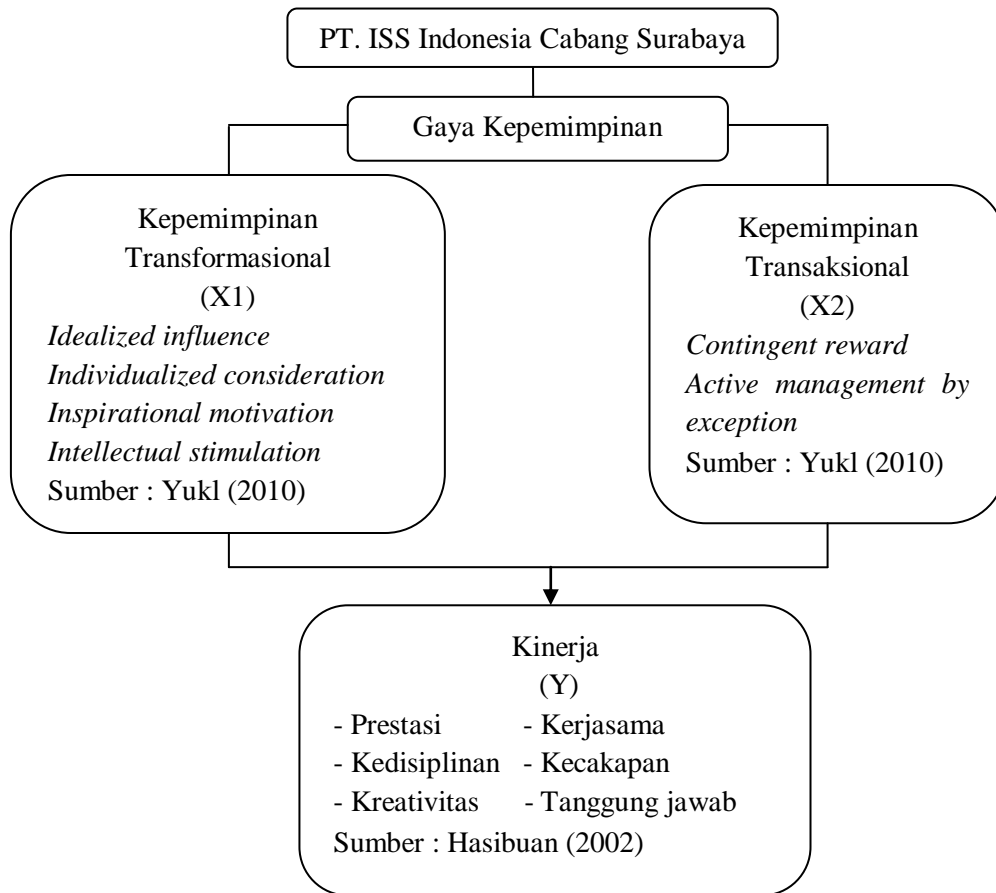 PT. ISS Indonesia Cabang Surabaya
Gaya Kepemimpinan
Kepemimpinan
Transformasional
(X1)
Idealized influence
Individualized consideration
Inspirational motivation
Intellectual stimulation
Sumber : Yukl (2010)
Kepemimpinan
Transaksional
(X2)
Contingent reward
Active management by
exception
Sumber : Yukl (2010)
Kinerja
(Y)
- Prestasi - Kerjasama
- Kedisiplinan - Kecakapan
- Kreativitas - Tanggung jawab
Sumber : Hasibuan (2002)